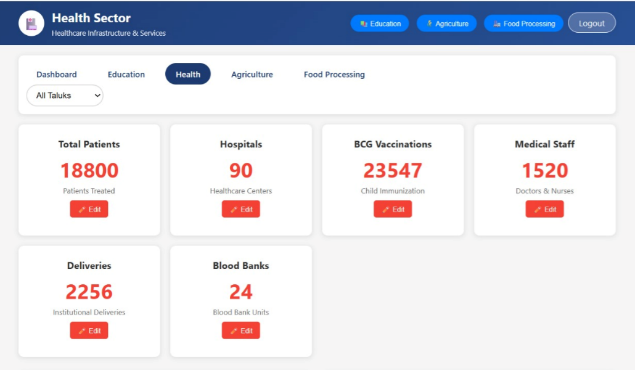 Health Sector
Healthcare Infrastructure & Services
Education
Agriculture
Food Processing
Logout
Dashboard
Education
Health
Agriculture
Food Processing
All Taluks
Total Patients
18800
Patients Treated
Edit
Hospitals
90
Healthcare Centers
Edit
BCG Vaccinations
23547
Child Immunization
Edit
Medical Staff
1520
Doctors & Nurses
Edit
Deliveries
2256
Institutional Deliveries
Edit
Blood Banks
24
Blood Bank Units
Edit